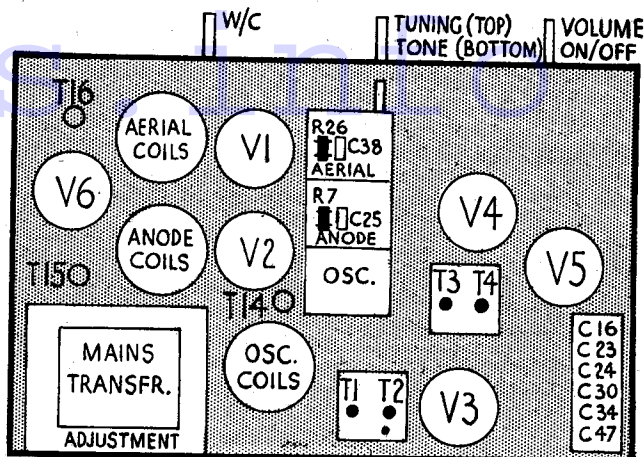 W/C
TUNING (TOP)
TONE (BOTTOM)
VOLUME
ON/OFF
s.info
T16
AERIAL
COILS
V1
R26
C38
AERIAL
V6
R7
C25
ANODE
V4
ANODE
COILS
V2
OSC.
V5
T15
T14
T3 T4
MAINS
TRANSFR.
OSC.
COILS
T1 T2
V3
C16
C23
C24
C30
C34
C47
ADJUSTMENT